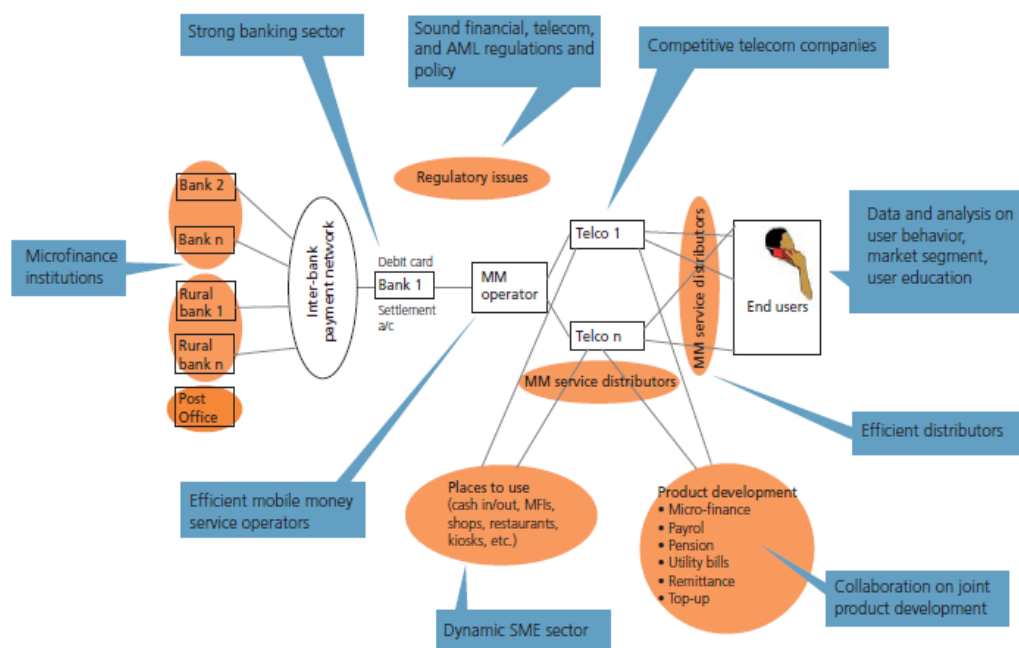 Strong banking sector
Sound financial, telecom,
and AML regulations and
policy
Competitive telecom companies
Regulatory issues
Bank 2
Bank n
Microfinance
institutions
Rural
bank 1
Rural
bank n
Post
Office
Inter-bank
payment network
Debit card
Bank 1
Settlement
a/c
MM
operator
Telco 1
Telco n
MM service distributors
MM service distributors
End users
Data and analysis on
user behavior,
market segment,
user education
Efficient distributors
Efficient mobile money
service operators
Places to use
(cash in/out, MFIs,
shops, restaurants,
kiosks, etc.)
Dynamic SME sector
Product development
• Micro-finance
• Payrol
• Pension
• Utility bills
• Remittance
• Top-up
Collaboration on joint
product development